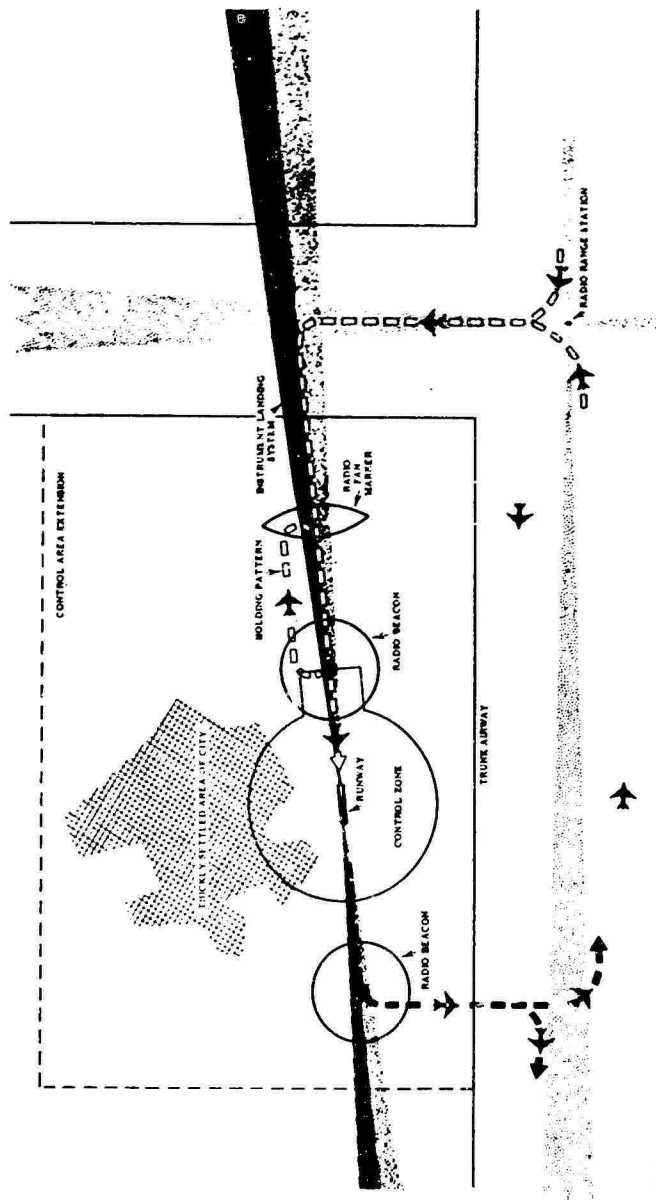 CONTROL AREA EXTENSION
THICKLY SETTLED AREA OF CITY
HOLDING PATTERN
INSTRUMENT LANDING
SYSTEM
RADIO
FAN
MARKER
RADIO BEACON
RUNWAY
CONTROL ZONE
RADIO BEACON
TRUNK AIRWAY
RADIO RANGE STATION